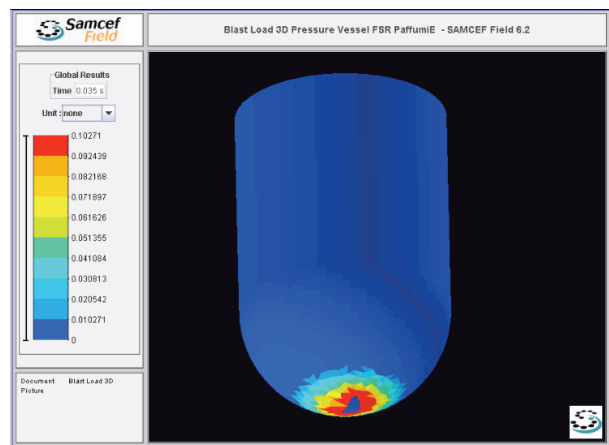 Samcef
Field
Blast Load 3D Pressure Vessel FSR PaffumiE - SAMCEF Field 6.2
Global Results
Time 0.035 s
Unit : none
0.10271
0.092439
0.082168
0.071897
0.061626
0.051355
0.041084
0.030813
0.020542
0.010271
0
Document Blast Load 3D
Picture